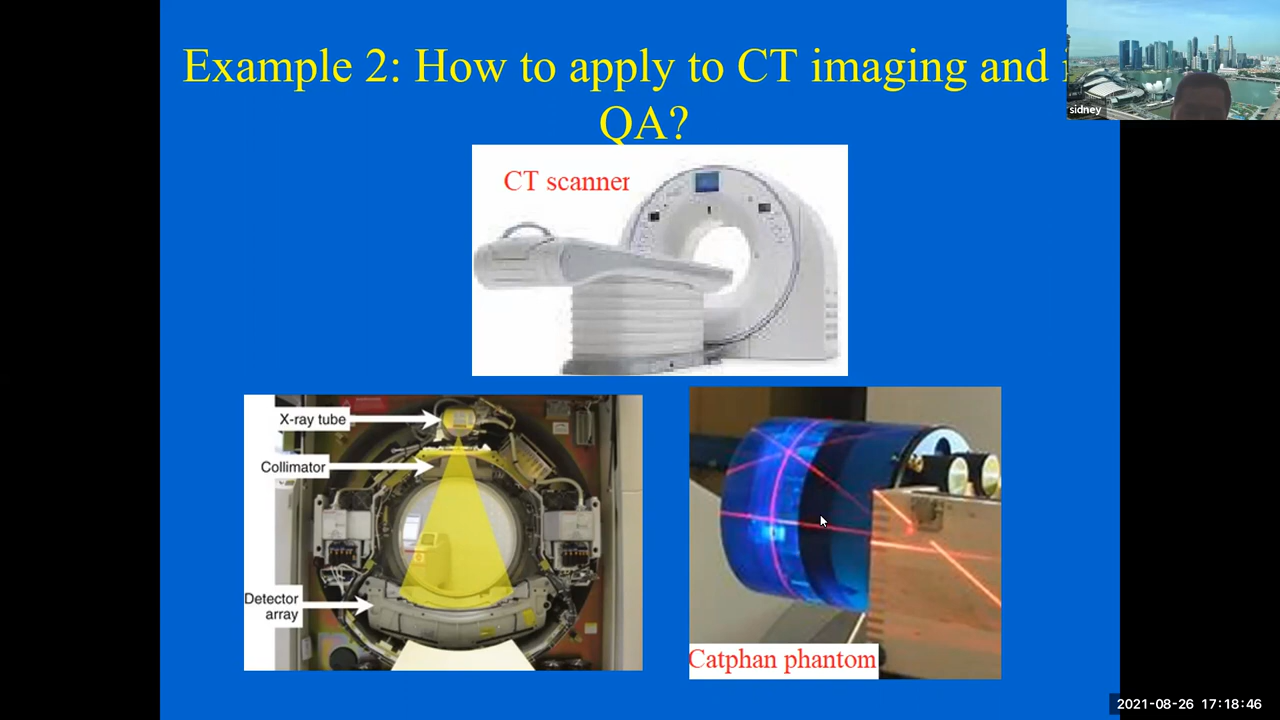 Example 2: How to apply to CT imaging and
QA?
sidney
CT scanner
X-ray tube
Collimator
Detector
array
Catphan phantom
2021-08-26 17:18:46